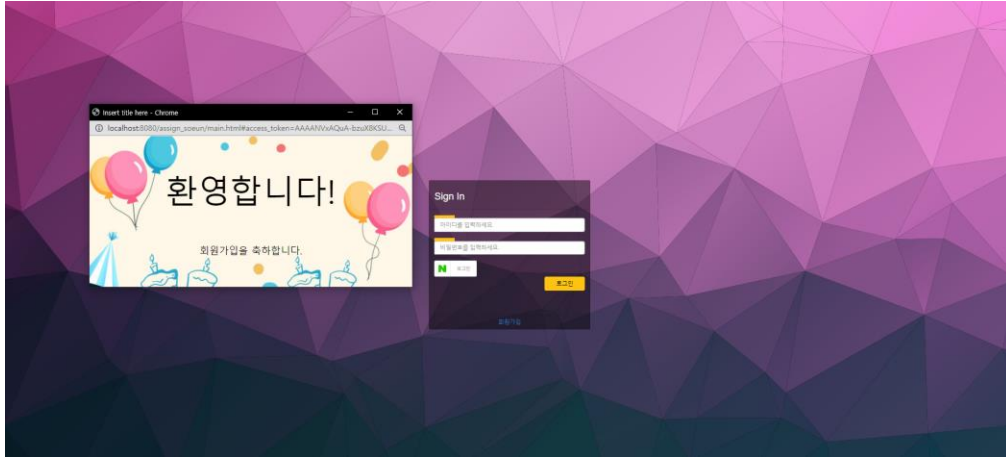 Insert title here - Chrome
localhost:8080/assign_soeun/main.html#access_token=AAAANVxAQuA-bzuX8KSU...
환영합니다!
회원가입을 축하합니다.
Sign In
아이디를 입력하세요
비밀번호를 입력하세요
N 로그인
로그인
회원가입